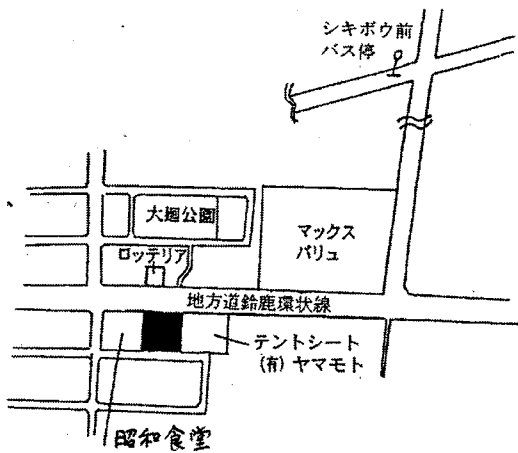 シキボウ前
バス停
大堀公園
ロッテリア
マックス
バリュ
地方道鈴鹿環状線
テントシート
(有)ヤマモト
昭和食堂